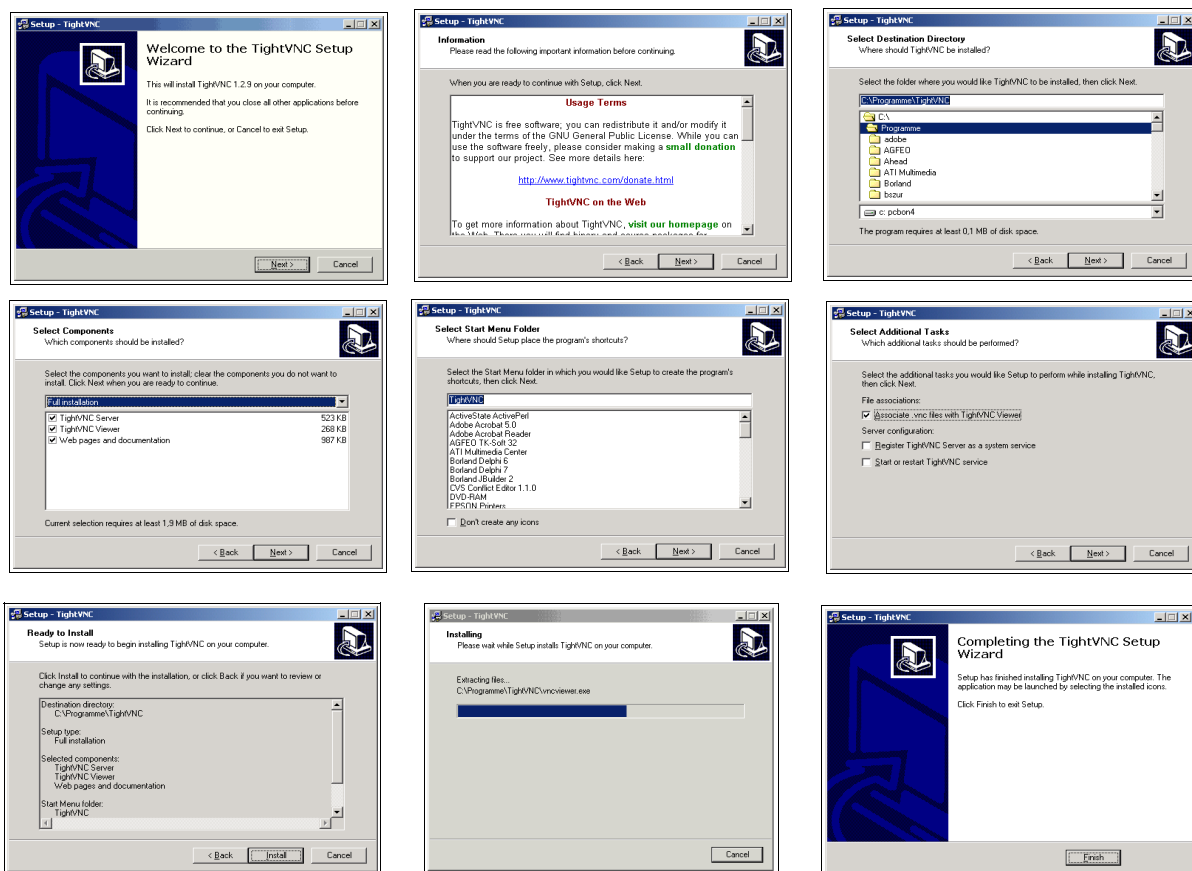 Setup - TightVNC
Welcome to the TightVNC Setup
Wizard
This will install TightVNC 1.2.9 on your computer.
It is recommended that you close all other applications before
continuing.
Click Next to continue, or Cancel to exit Setup.
Next >
Cancel
Setup - TightVNC
Information
Please read the following important information before continuing.
When you are ready to continue with Setup, click Next.
Usage Terms
TightVNC is free software; you can redistribute it and/or modify it
under the terms of the GNU General Public License. While you can
use the software freely, please consider making a small donation
to support our project. See more details here:
http://www.tightvnc.com/donate.html
TightVNC on the Web
To get more information about TightVNC, visit our homepage on
the Web. There you will find binary and source packages for
< Back
Next >
Cancel
Setup - TightVNC
Select Destination Directory
Where should TightVNC be installed?
Select the folder where you would like TightVNC to be installed, then click Next.
C:\Programme\TightVNC
C:\
Programme
adobe
AGFEO
Ahead
ATI Multimedia
Borland
bszur
c: pcbon4
The program requires at least 0,1 MB of disk space.
< Back
Next >
Cancel
Setup - TightVNC
Select Components
Which components should be installed?
Select the components you want to install; clear the components you do not want to
install. Click Next when you are ready to continue.
Full installation
TightVNC Server 523 KB
TightVNC Viewer 268 KB
Web pages and documentation 987 KB
Current selection requires at least 1,9 MB of disk space.
< Back
Next >
Cancel
Setup - TightVNC
Select Start Menu Folder
Where should Setup place the program's shortcuts?
Select the Start Menu folder in which you would like Setup to create the program's
shortcuts, then click Next.
TightVNC
ActiveState ActivePerl
Adobe Acrobat 5.0
Adobe Acrobat Reader
AGFEO TK-Soft 32
ATI Multimedia Center
Borland Delphi 6
Borland Delphi 7
Borland JBuilder 2
CVS Conflict Editor 1.1.0
DVD-RAM
EPSON Printers
Don't create any icons
< Back
Next >
Cancel
Setup - TightVNC
Select Additional Tasks
Which additional tasks should be performed?
Select the additional tasks you would like Setup to perform while installing TightVNC,
then click Next.
File associations:
Associate .vnc files with TightVNC Viewer
Server configuration:
Register TightVNC Server as a system service
Start or restart TightVNC service
< Back
Next >
Cancel
Setup - TightVNC
Ready to Install
Setup is now ready to begin installing TightVNC on your computer.
Click Install to continue with the installation, or click Back if you want to review or
change any settings.
Destination directory:
C:\Programme\TightVNC
Setup type:
Full installation
Selected components:
TightVNC Server
TightVNC Viewer
Web pages and documentation
Start Menu folder:
TightVNC
< Back
Install
Cancel
Setup - TightVNC
Installing
Please wait while Setup installs TightVNC on your computer.
Extracting files...
C:\Programme\TightVNC\vncviewer.exe
Cancel
Setup - TightVNC
Completing the TightVNC Setup
Wizard
Setup has finished installing TightVNC on your computer. The
application may be launched by selecting the installed icons.
Click Finish to exit Setup.
Finish